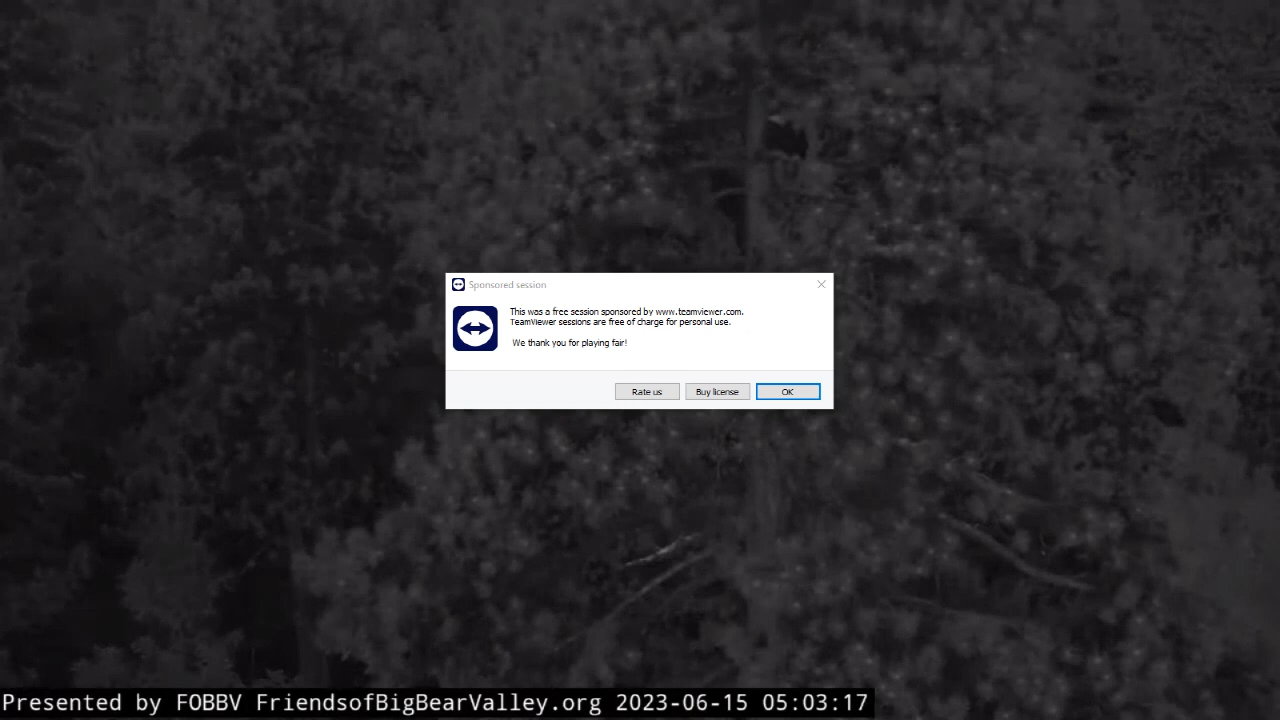 Sponsored session
This was a free session sponsored by www.teamviewer.com.
TeamViewer sessions are free of charge for personal use.
We thank you for playing fair!
Rate us Buy license OK
Presented by FOBBV FriendsofBigBearValley.org 2023-06-15 05:03:17